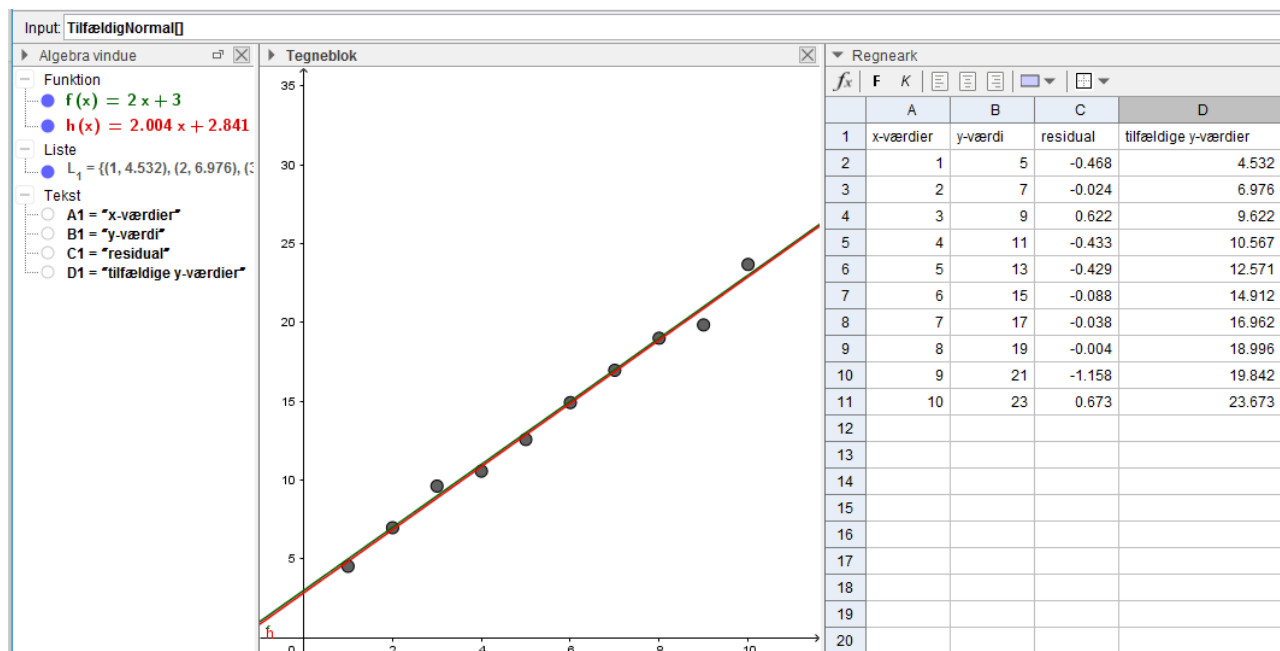 Input: TilfældigNormal[]
Algebra vindue
Funktion
f(x) = 2 x + 3
h(x) = 2.004 x + 2.841
Liste
L1 = {(1, 4.532), (2, 6.976), (3
Tekst
A1 = "x-værdier"
B1 = "y-værdi"
C1 = "residual"
D1 = "tilfældige y-værdier"
Tegneblok
35
30
25
20
15
10
5
0 2 4 6 8 10
f
h
Regneark
fx F K
A B C D
1 x-værdier y-værdi residual tilfældige y-værdier
2 1 5 -0.468 4.532
3 2 7 -0.024 6.976
4 3 9 0.622 9.622
5 4 11 -0.433 10.567
6 5 13 -0.429 12.571
7 6 15 -0.088 14.912
8 7 17 -0.038 16.962
9 8 19 -0.004 18.996
10 9 21 -1.158 19.842
11 10 23 0.673 23.673
12
13
14
15
16
17
18
19
20